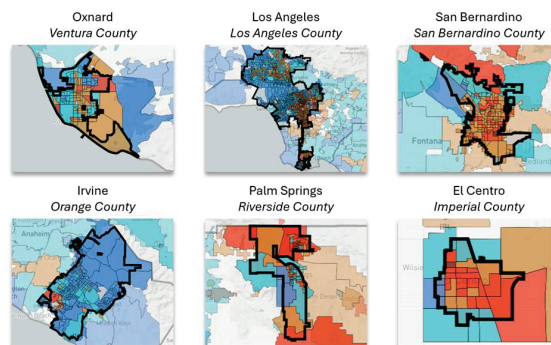 Oxnard
Ventura County
Los Angeles
Los Angeles County
San Bernardino
San Bernardino County
Fontana
Irvine
Orange County
Anaheim
Palm Springs
Riverside County
El Centro
Imperial County